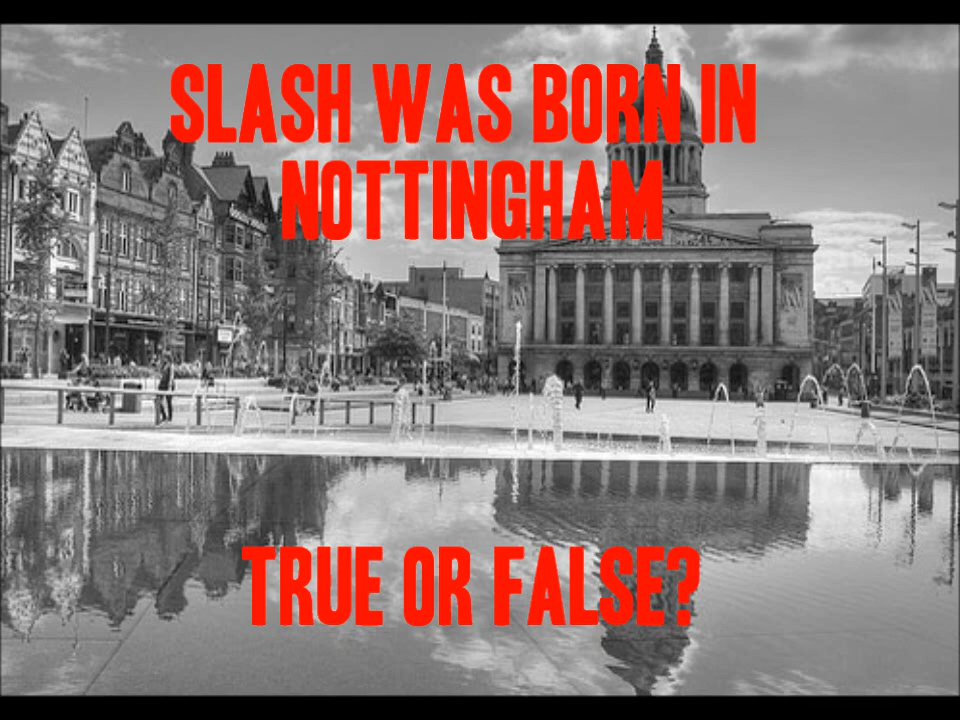 SLASH WAS BORN IN
NOTTINGHAM
TRUE OR FALSE?